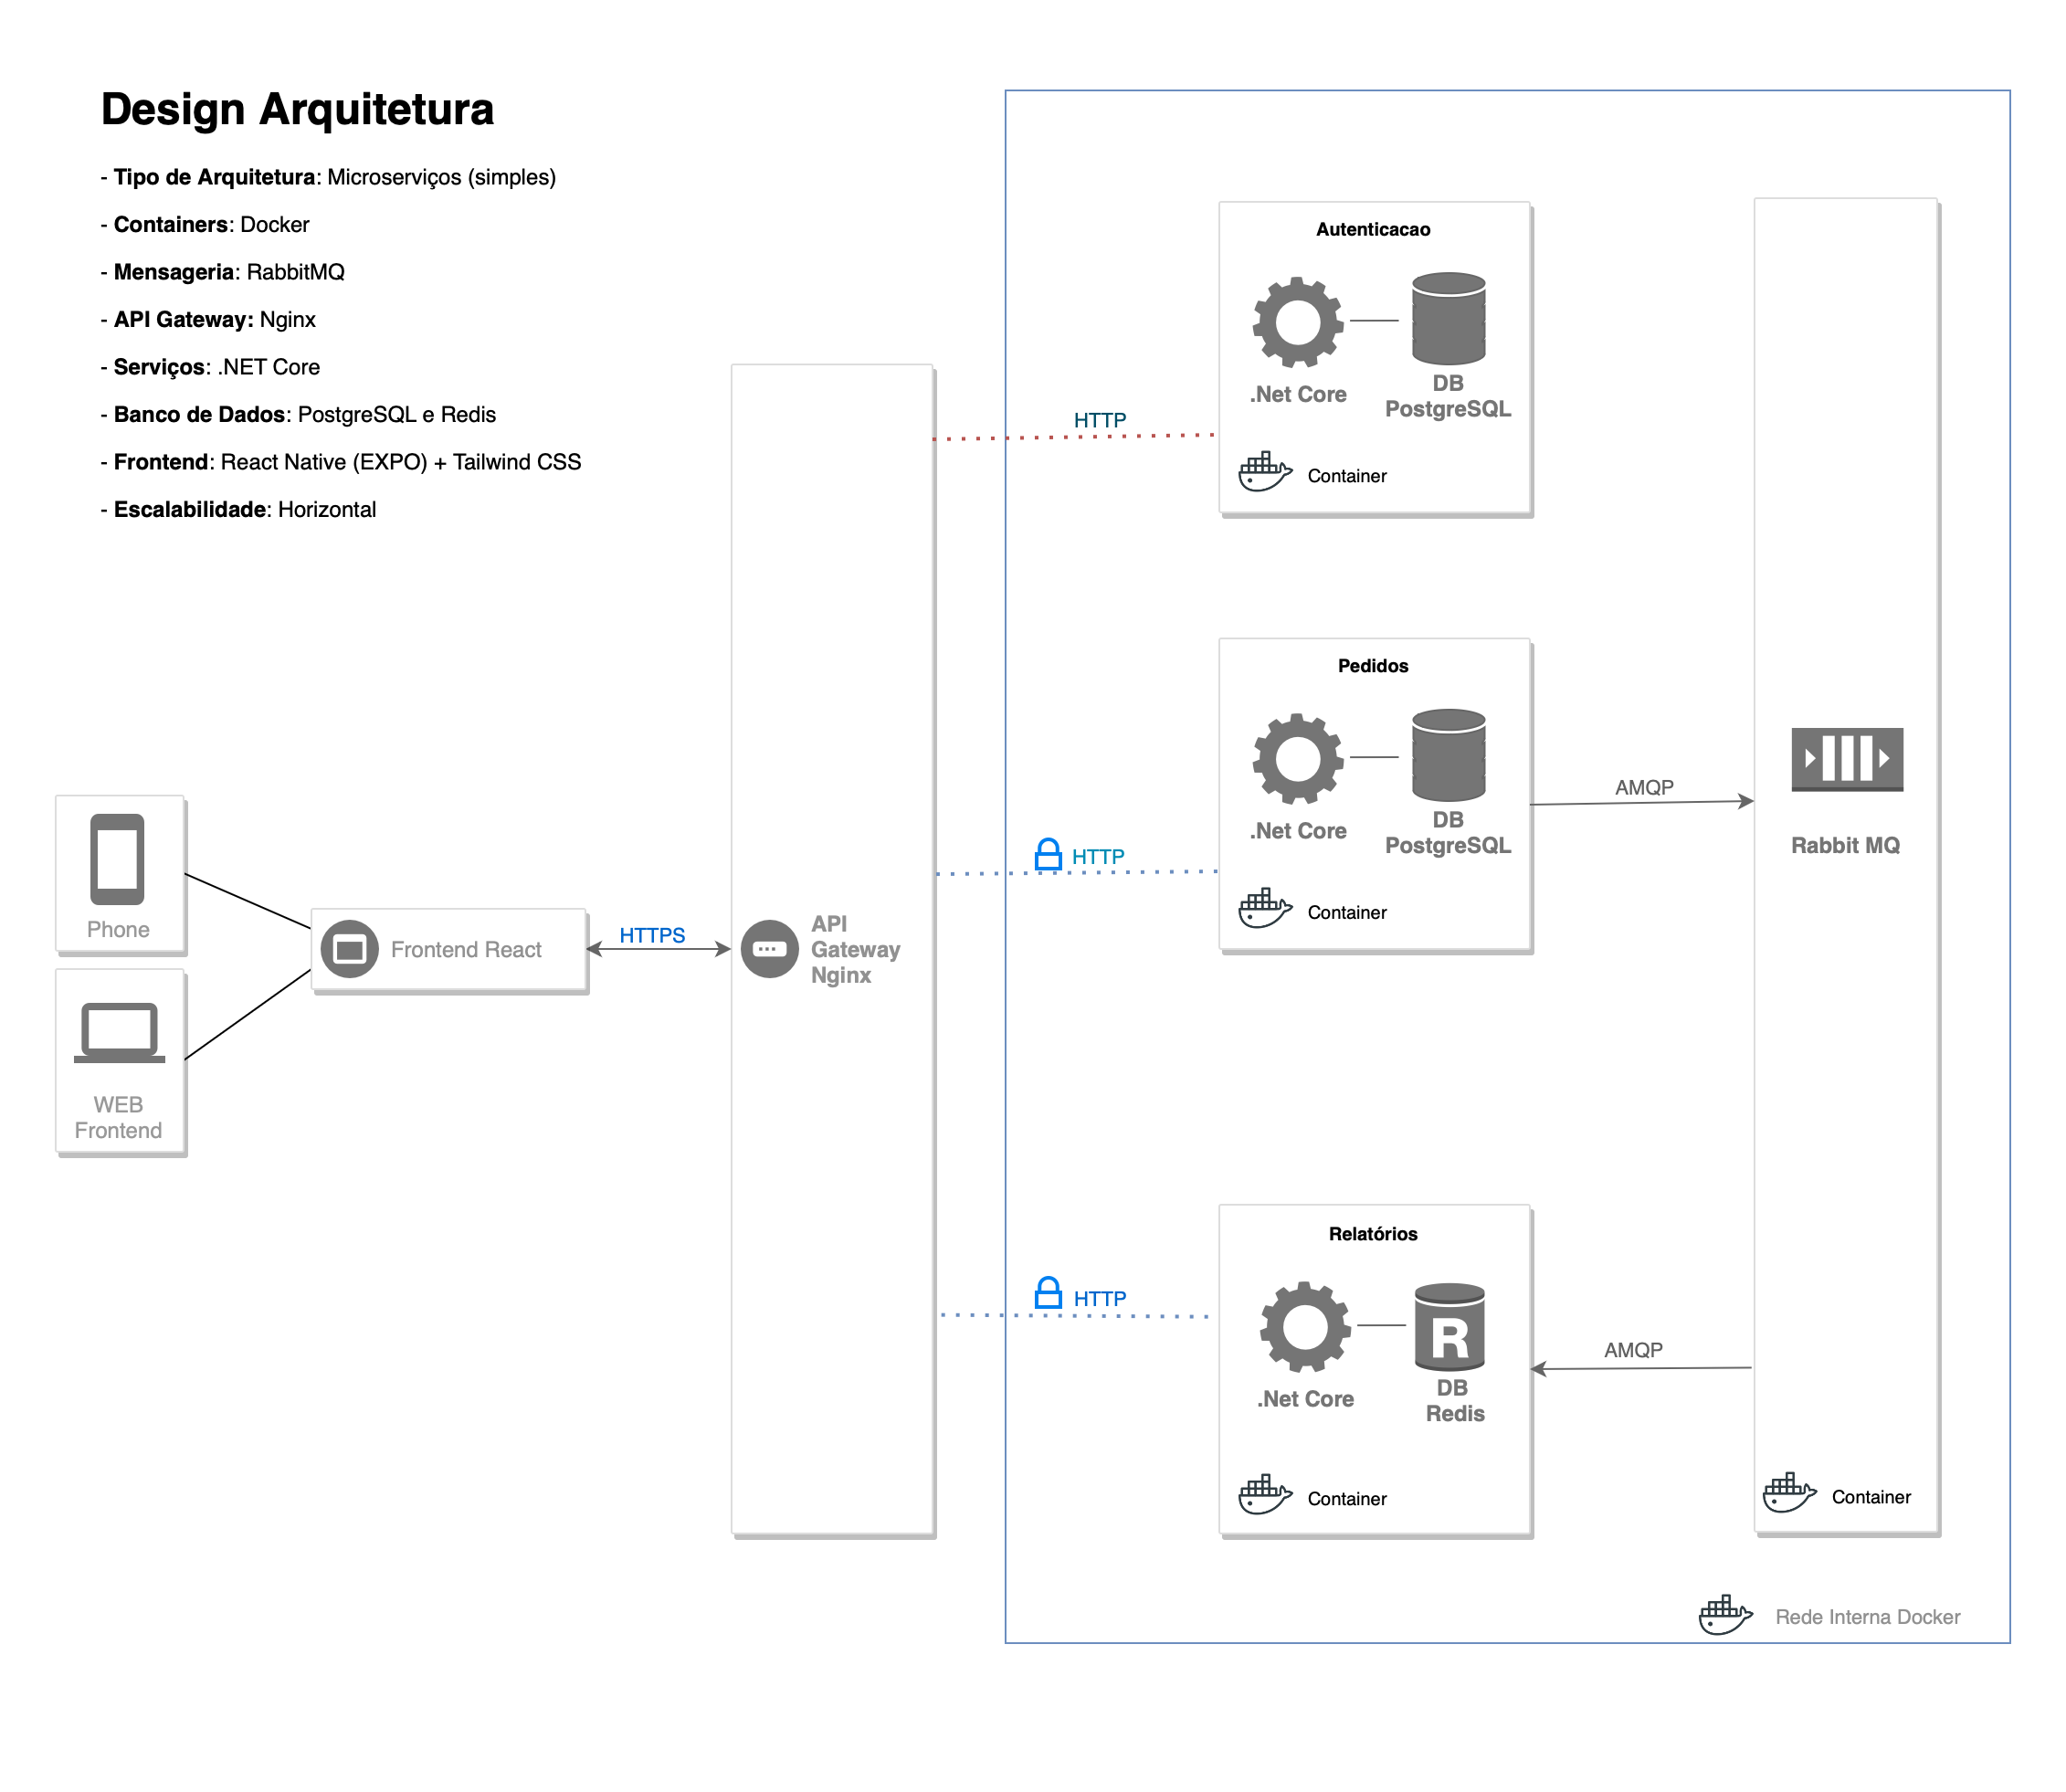 Design Arquitetura
- Tipo de Arquitetura: Microserviços (simples)
- Containers: Docker
- Mensageria: RabbitMQ
- API Gateway: Nginx
- Serviços: .NET Core
- Banco de Dados: PostgreSQL e Redis
- Frontend: React Native (EXPO) + Tailwind CSS
- Escalabilidade: Horizontal
Phone
WEB
Frontend
Frontend React
HTTPS
API
Gateway
Nginx
HTTP
Autenticacao
.Net Core
DB
PostgreSQL
Container
HTTP
Pedidos
.Net Core
DB
PostgreSQL
Container
AMQP
Rabbit MQ
HTTP
Relatórios
.Net Core
R
DB
Redis
Container
AMQP
Container
Rede Interna Docker